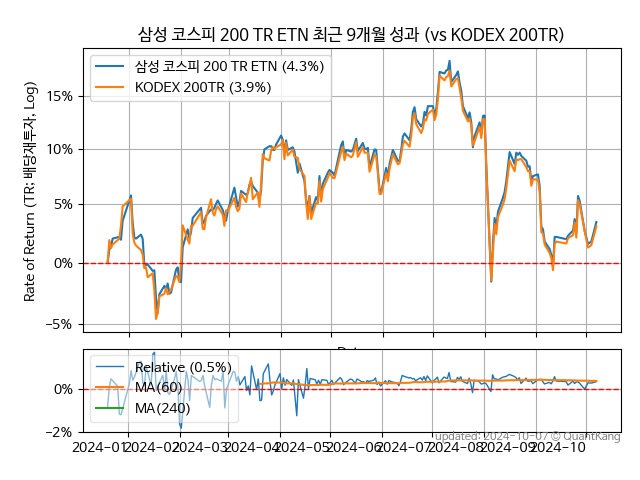 삼성 코스피 200 TR ETN 최근 9개월 성과 (vs KODEX 200TR)
Rate of Return (TR: 배당재투자, Log)
15%
10%
5%
0%
−5%
삼성 코스피 200 TR ETN (4.3%)
KODEX 200TR (3.9%)
0%
−2%
Relative (0.5%)
MA(60)
MA(240)
2024-01 2024-02 2024-03 2024-04 2024-05 2024-06 2024-07 2024-08 2024-09 2024-10
updated: 2024-10-07 © QuantKang